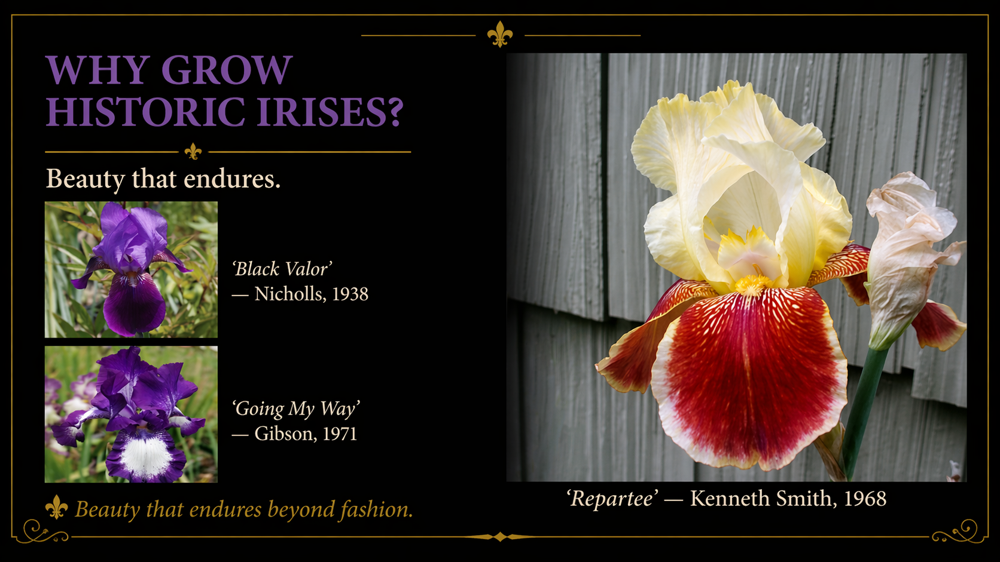 WHY GROW
HISTORIC IRISES?
Beauty that endures.
‘Black Valor’
— Nicholls, 1938
‘Going My Way’
— Gibson, 1971
Beauty that endures beyond fashion.
‘Repartee’ — Kenneth Smith, 1968